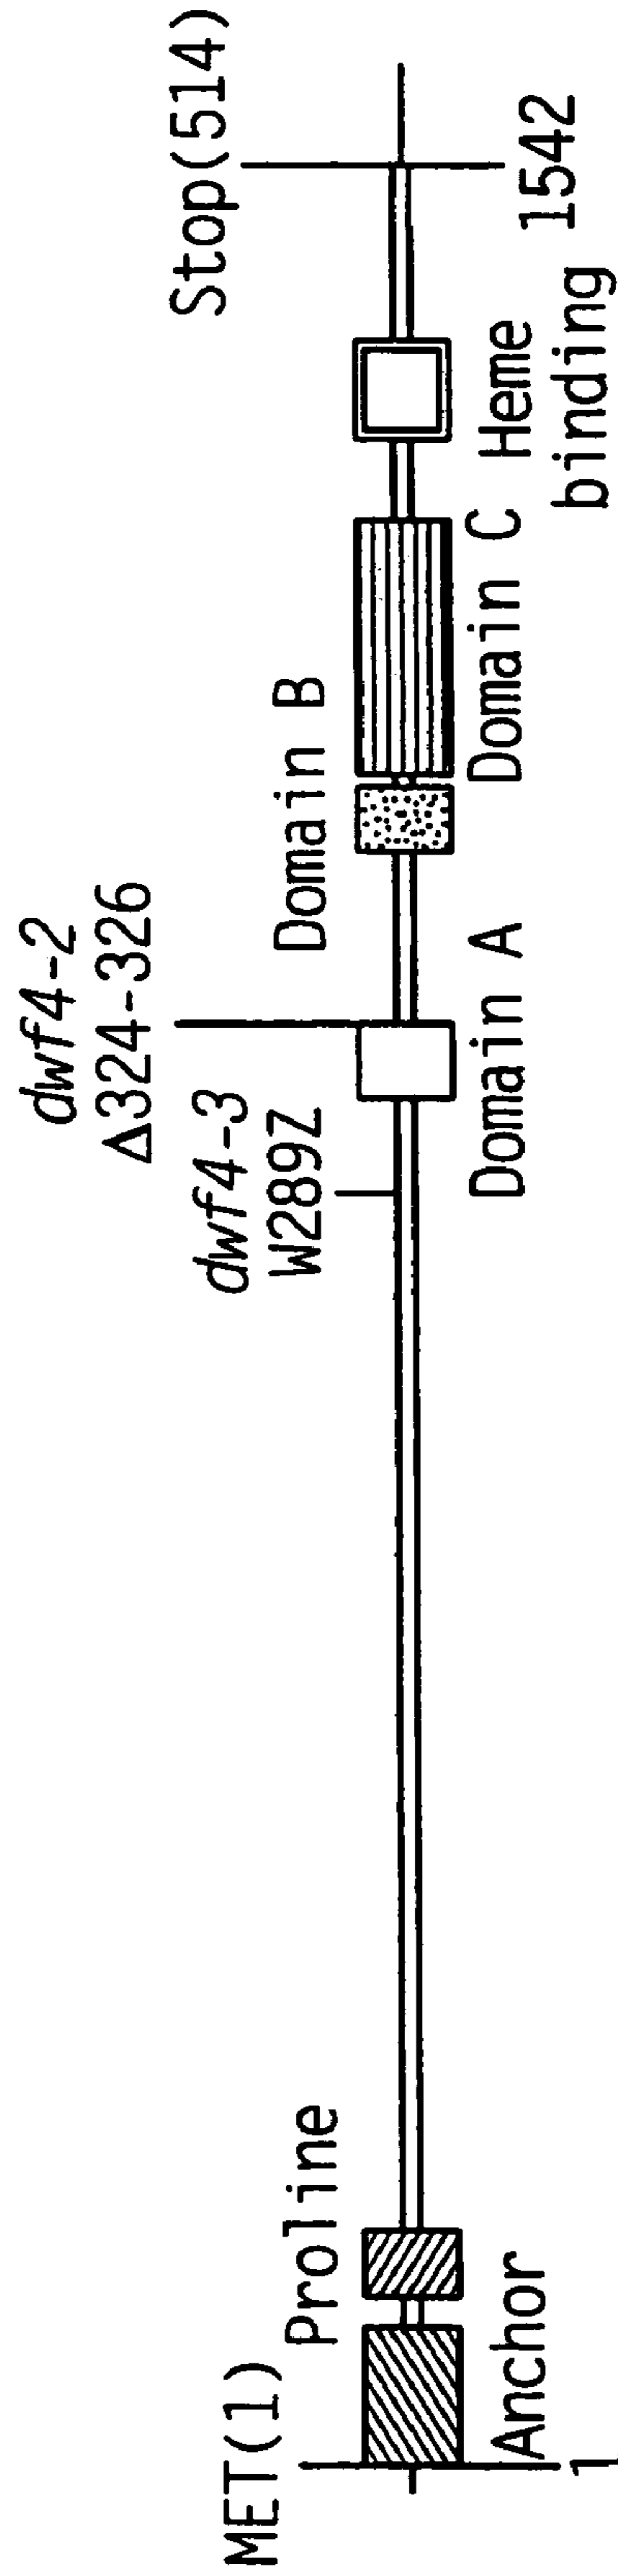 MET(1)
Proline
Anchor
1
dwf4-3
W289Z
dwf4-2
Δ324-326
Domain A
Domain B
Domain C
Heme
binding
Stop(514)
1542